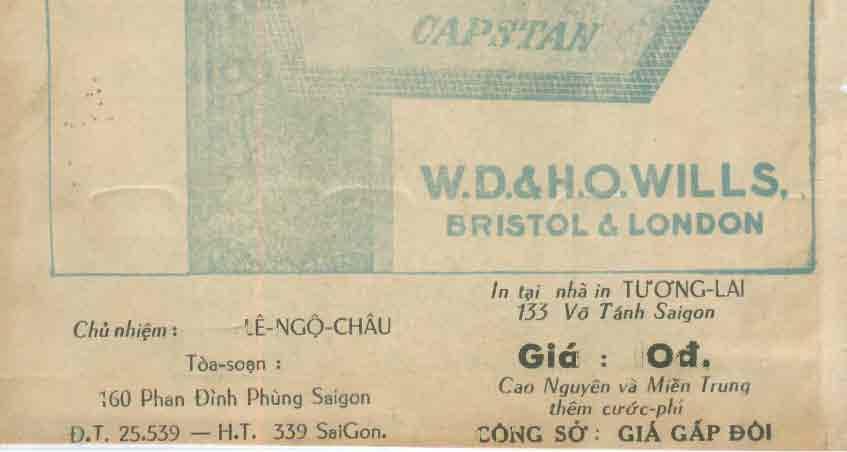 CAPSTAN
W.D.&H.O.WILLS.
BRISTOL & LONDON
Chủ nhiệm : LÊ-NGỘ-CHÂU
Tòa-soạn :
160 Phan Đình Phùng Saigon
Đ.T. 25.539 — H.T. 339 SaiGon.
In tại nhà in TƯƠNG-LAI
133 Võ Tánh Saigon
Giá : 0đ.
Cao Nguyên và Miền Trung
thêm cước-phí
CÔNG SỞ : GIÁ GẤP ĐÔI